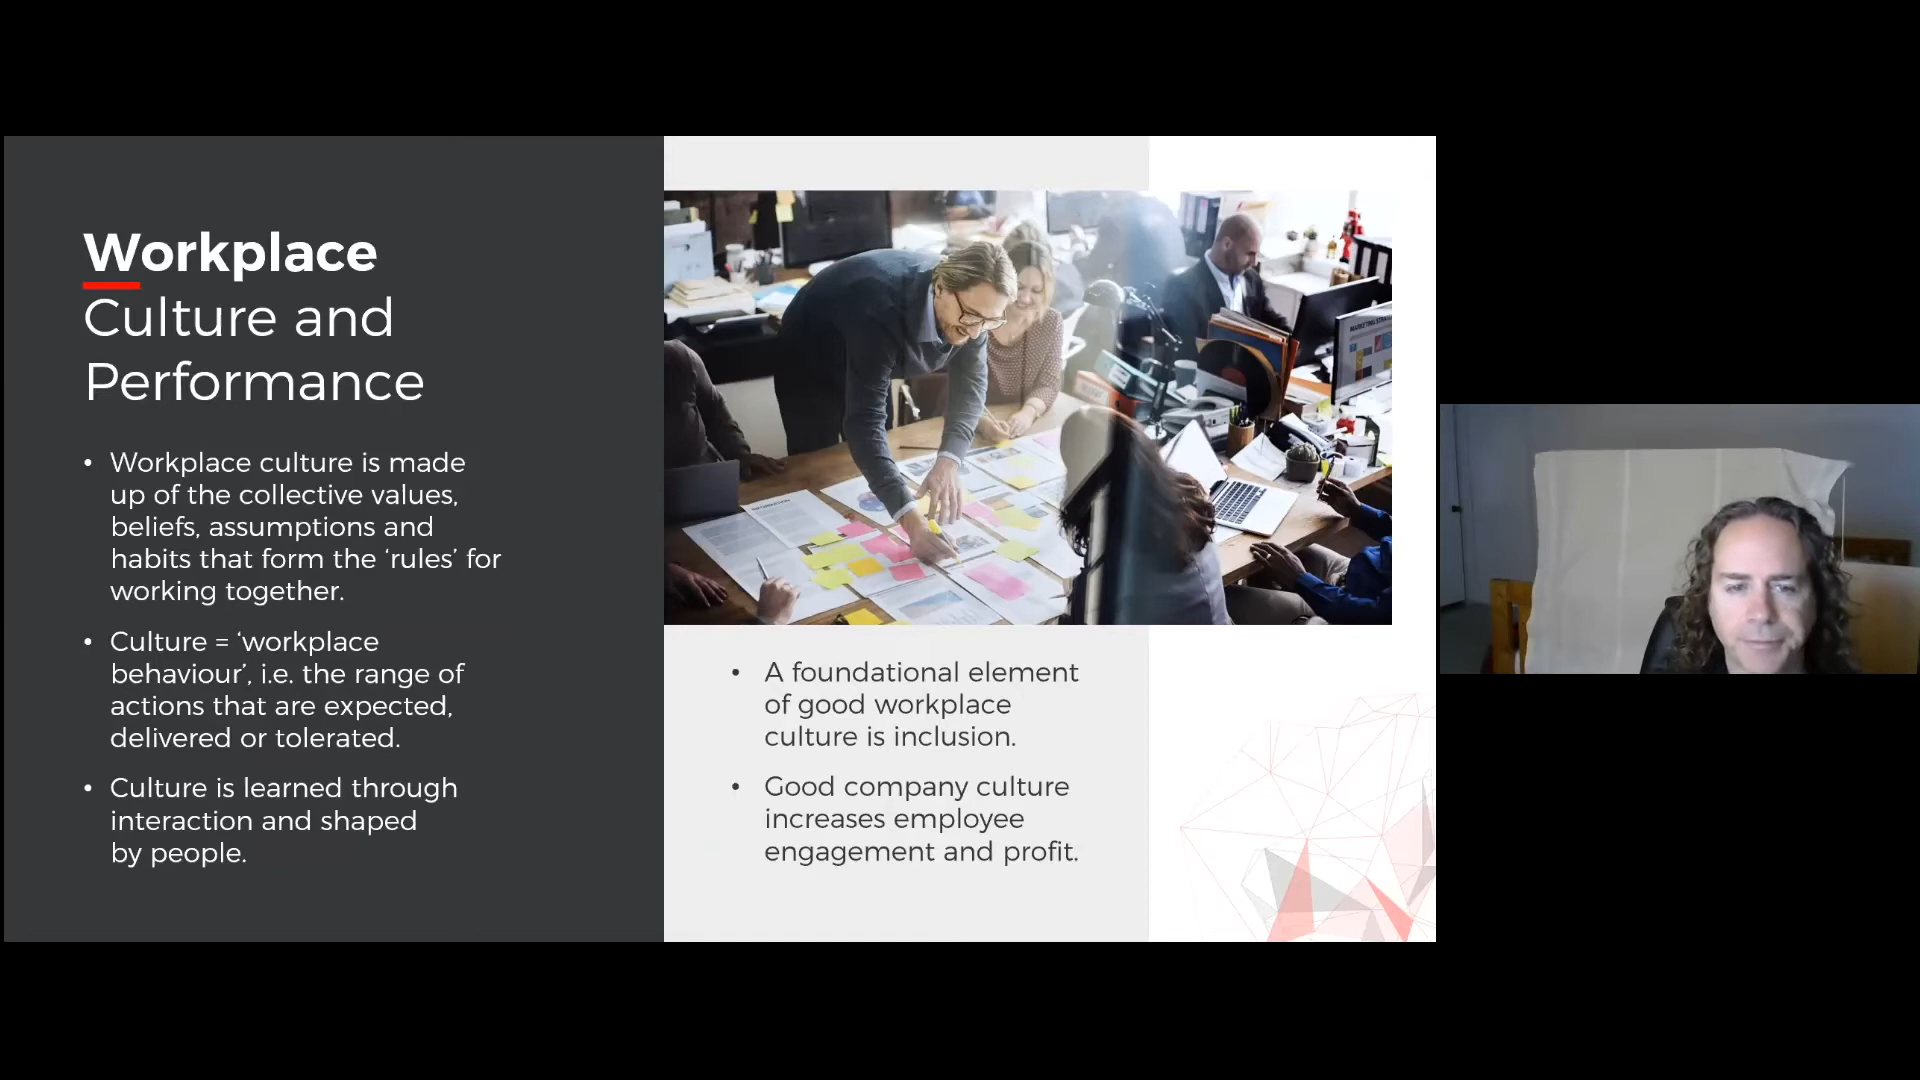 Workplace
Culture and
Performance
• Workplace culture is made
up of the collective values,
beliefs, assumptions and
habits that form the ‘rules’ for
working together.
• Culture = ‘workplace
behaviour’, i.e. the range of
actions that are expected,
delivered or tolerated.
• Culture is learned through
interaction and shaped
by people.
MARKETING STRATEGY
• A foundational element
of good workplace
culture is inclusion.
• Good company culture
increases employee
engagement and profit.